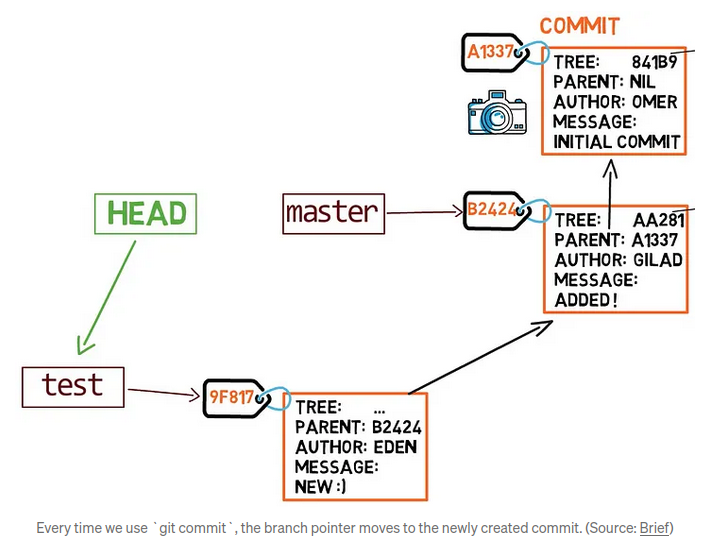 COMMIT
A1337
TREE: 841B9
PARENT: NIL
AUTHOR: OMER
MESSAGE:
INITIAL COMMIT
HEAD
master
B2424
TREE: AA281
PARENT: A1337
AUTHOR: GILAD
MESSAGE:
ADDED!
test
9F817
TREE: ...
PARENT: B2424
AUTHOR: EDEN
MESSAGE:
NEW :)
Every time we use `git commit`, the branch pointer moves to the newly created commit. (Source: Brief)